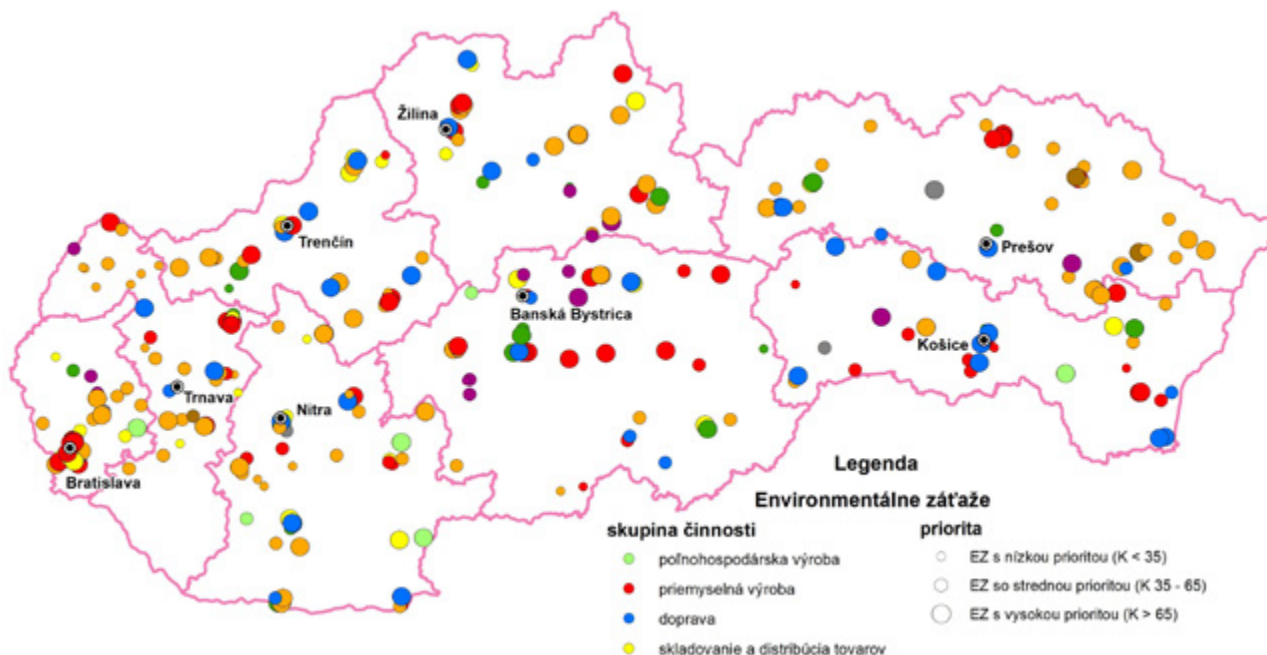 Žilina
Trenčín
Prešov
Banská Bystrica
Košice
Trnava
Nitra
Bratislava
Legenda
Environmentálne záťaže
skupina činnosti
poľnohospodárska výroba
priemyselná výroba
doprava
skladovanie a distribúcia tovarov
priorita
EZ s nízkou prioritou (K < 35)
EZ so strednou prioritou (K 35 - 65)
EZ s vysokou prioritou (K > 65)